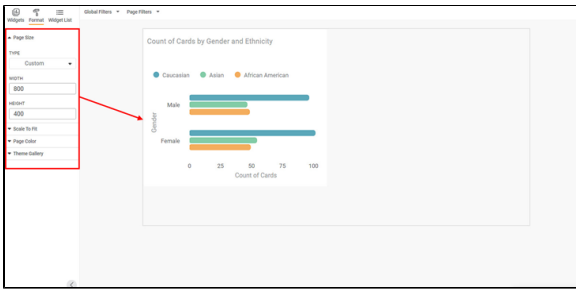 Global Filters Page Filters
Widgets Format Widget List
Page Size
TYPE
Custom
WIDTH
800
HEIGHT
400
Scale To Fit
Page Color
Theme Gallery
Count of Cards by Gender and Ethnicity
Caucasian Asian African American
Gender
Male
Female
0 25 50 75 100
Count of Cards